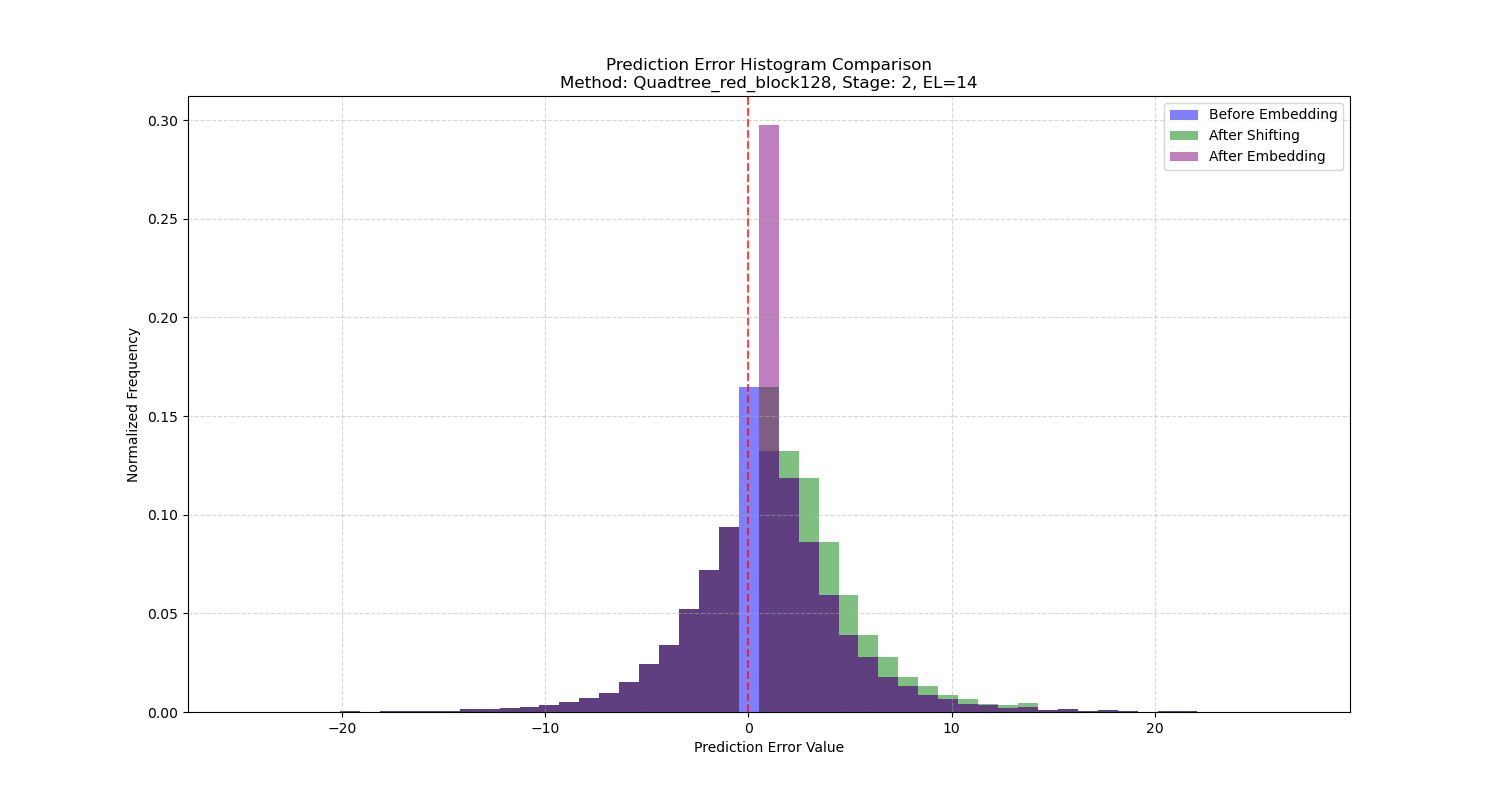 Prediction Error Histogram Comparison
Method: Quadtree_red_block128, Stage: 2, EL=14
Before Embedding
After Shifting
After Embedding
Normalized Frequency
0.30
0.25
0.20
0.15
0.10
0.05
0.00
−20
−10
0
10
20
Prediction Error Value